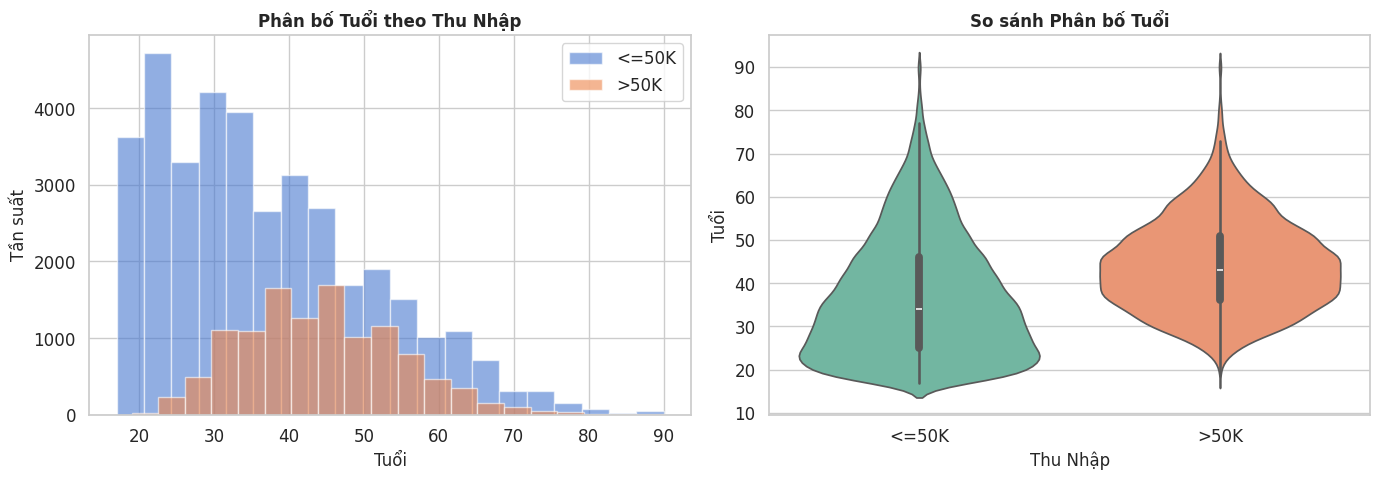 Phân bố Tuổi theo Thu Nhập
<=50K
>50K
Tần suất
4000
3000
2000
1000
0
20 30 40 50 60 70 80 90
Tuổi
So sánh Phân bố Tuổi
Tuổi
90
80
70
60
50
40
30
20
10
<=50K >50K
Thu Nhập